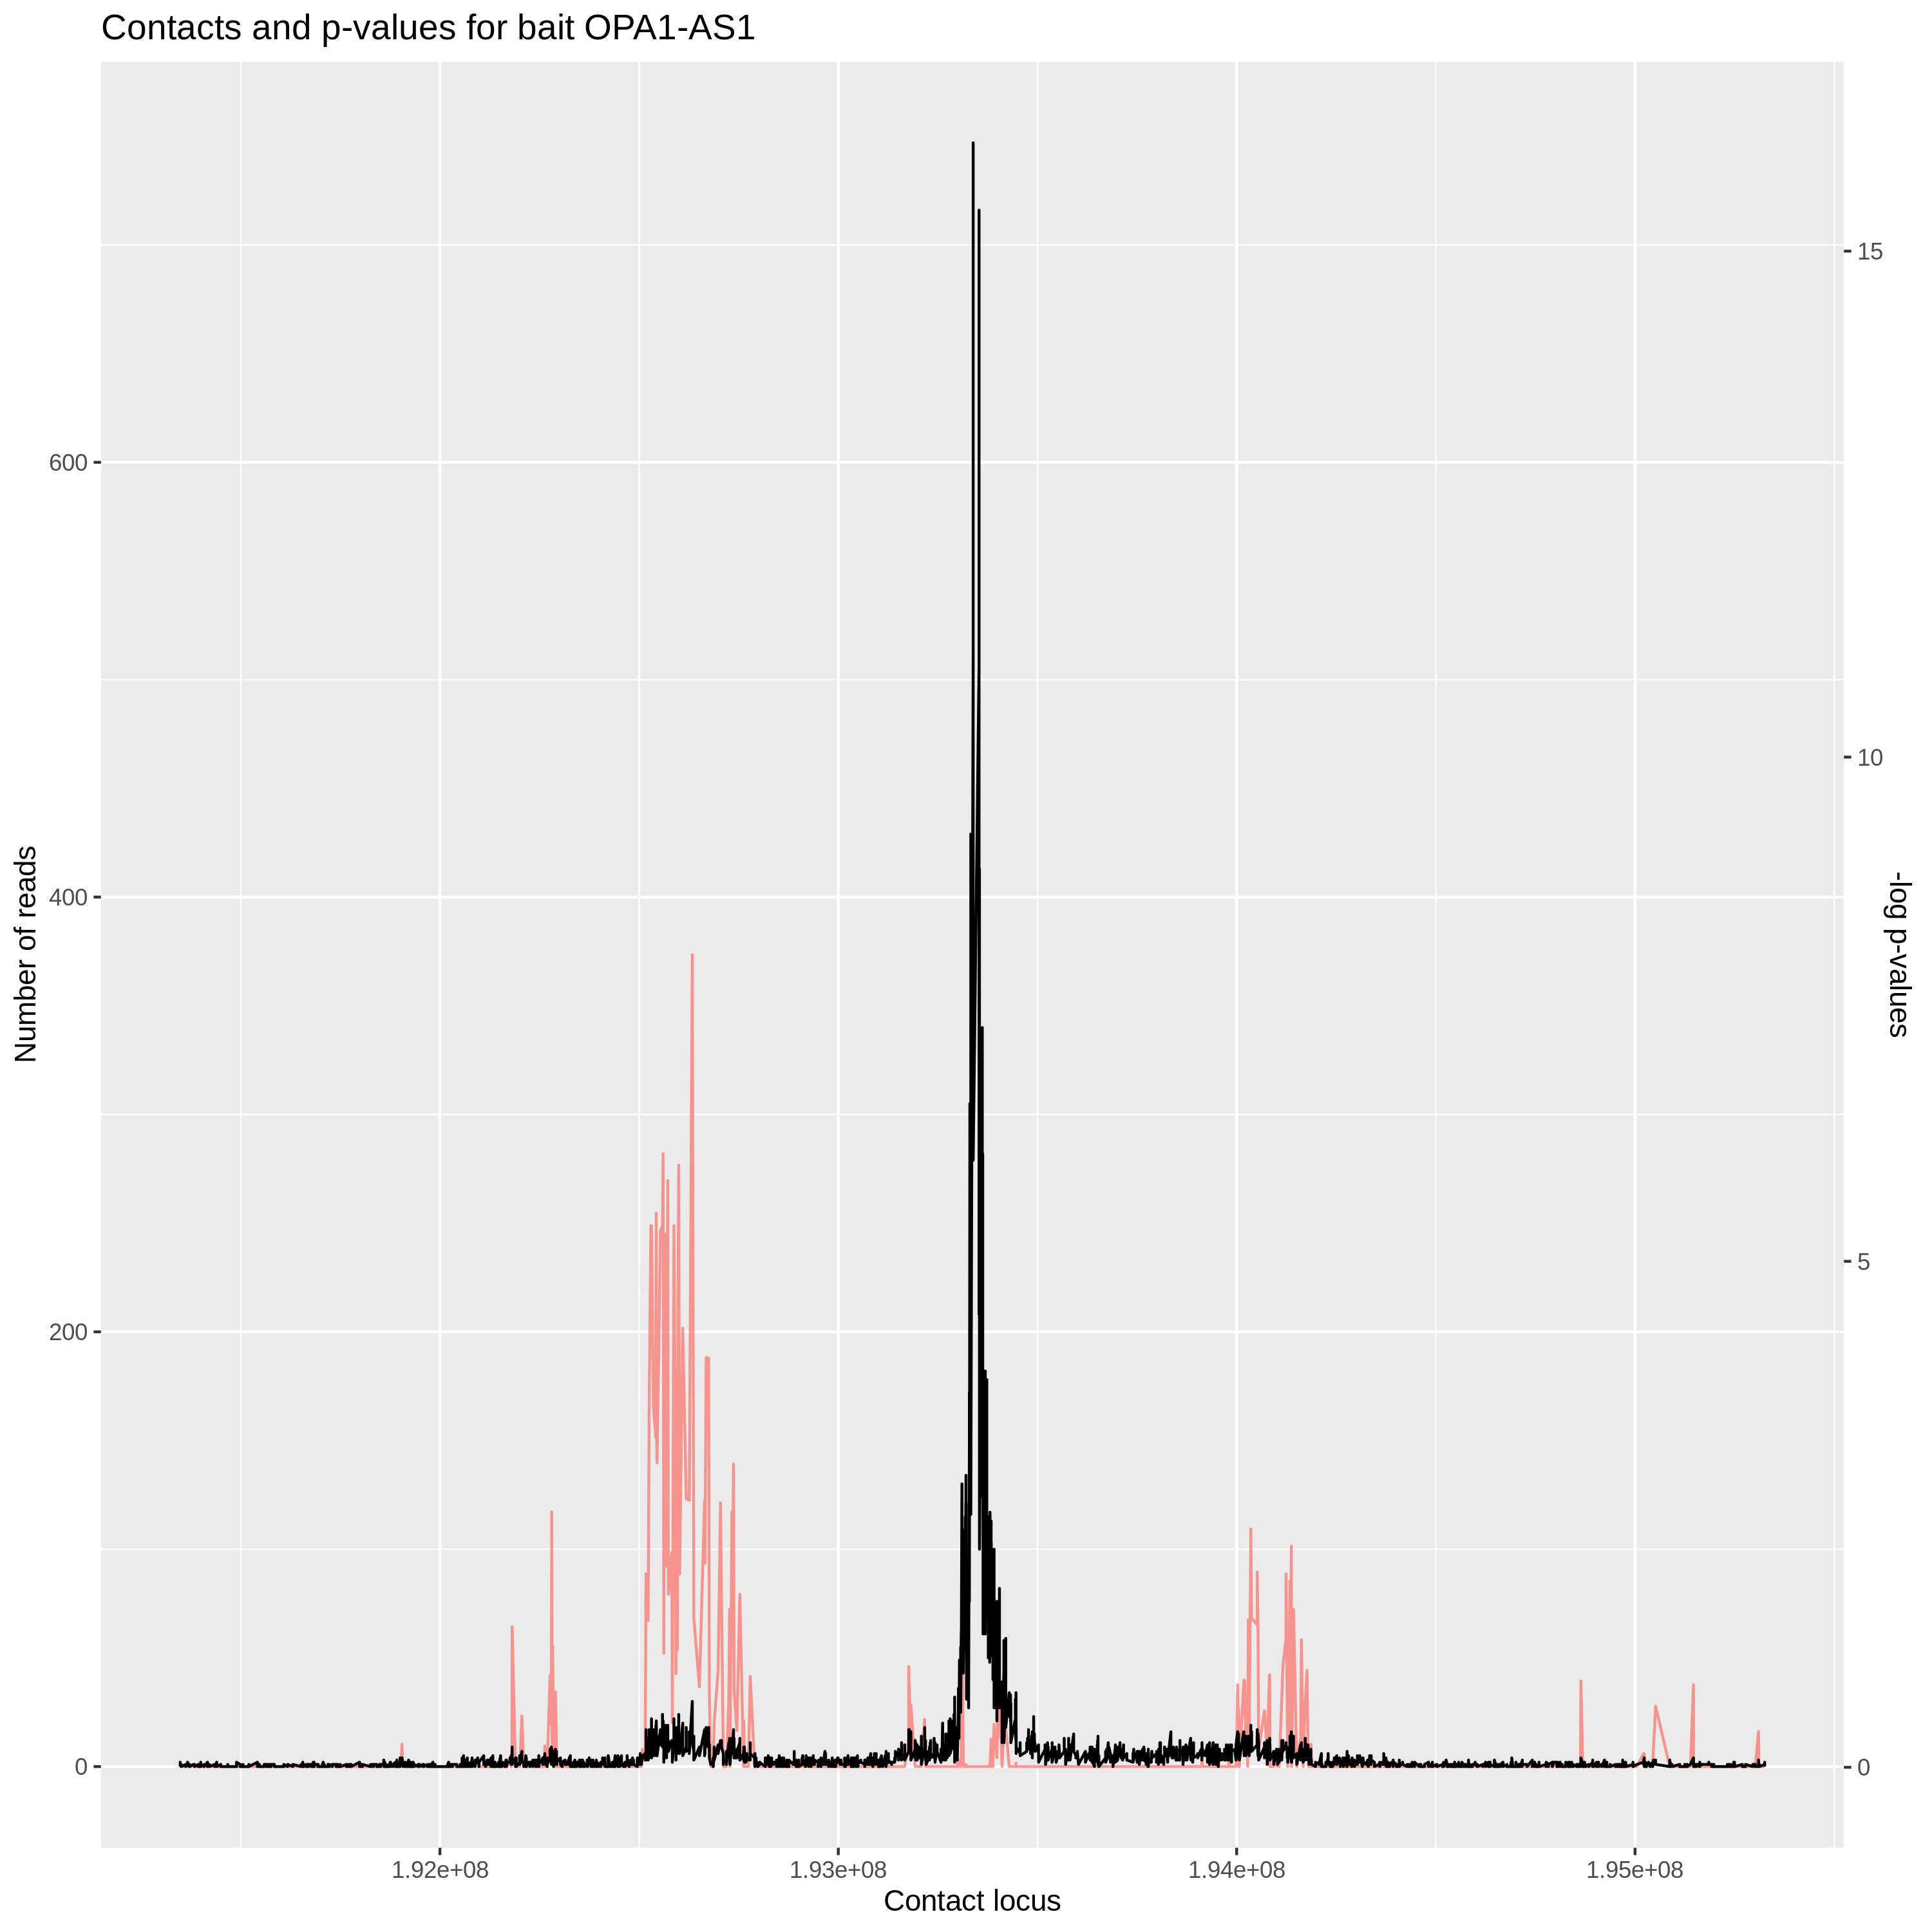 Contacts and p-values for bait OPA1-AS1
Number of reads
600
400
200
0
15
10
5
0
-log p-values
1.92e+08 1.93e+08 1.94e+08 1.95e+08
Contact locus